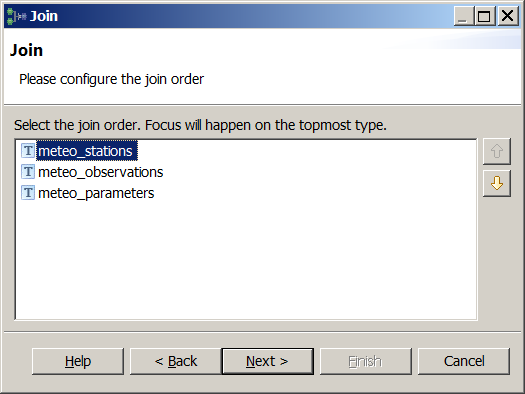 Join
Join
Please configure the join order
Select the join order. Focus will happen on the topmost type.
T meteo_stations
T meteo_observations
T meteo_parameters
Help < Back Next > Finish Cancel